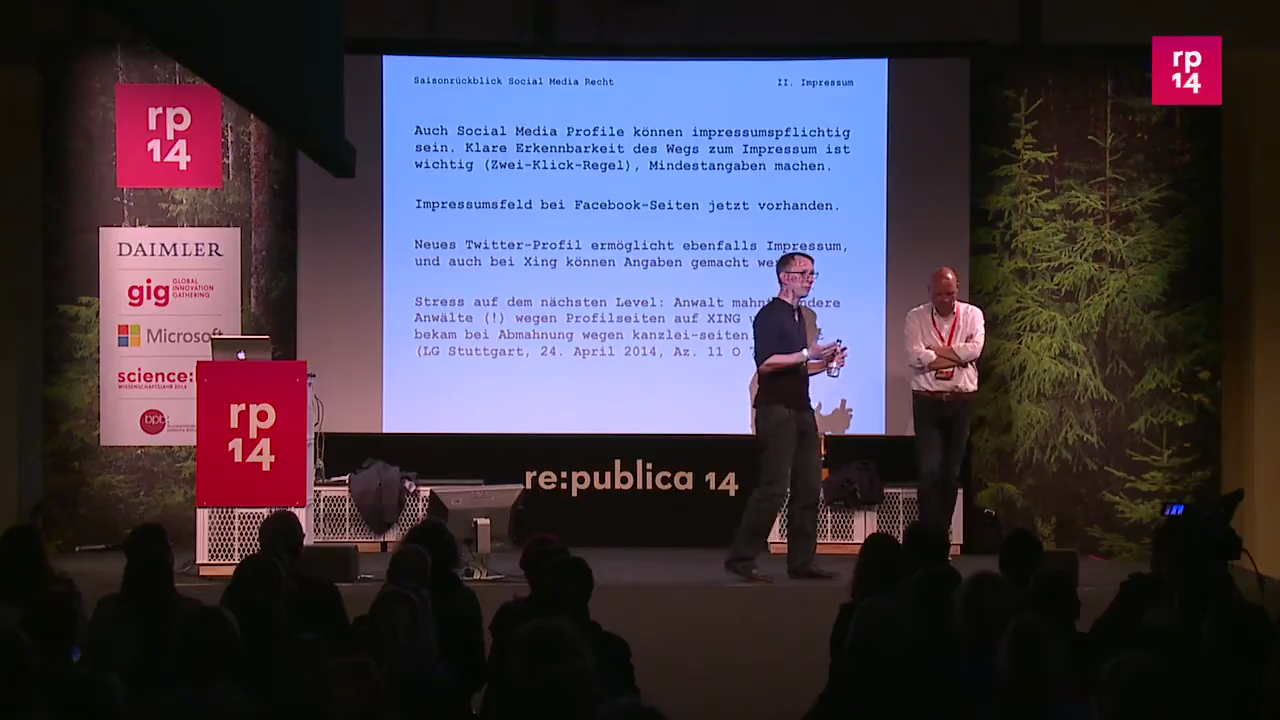 rp
14
rp
14
DAIMLER
gig GLOBAL
INNOVATION
GATHERING
Microsoft
science:
WISSENSCHAFTSJAHR 2014
bpb:
rp
14
Saisonrückblick Social Media Recht
II. Impressum
Auch Social Media Profile können impressumspflichtig
sein. Klare Erkennbarkeit des Wegs zum Impressum ist
wichtig (Zwei-Klick-Regel), Mindestangaben machen.
Impressumsfeld bei Facebook-Seiten jetzt vorhanden.
Neues Twitter-Profil ermöglicht ebenfalls Impressum,
und auch bei Xing können Angaben gemacht we
Stress auf dem nächsten Level: Anwalt mahnt andere
Anwälte (!) wegen Profilseiten auf XING
bekam bei Abmahnung wegen kanzlei-seiten.
(LG Stuttgart, 24. April 2014, Az. 11 O
re:publica 14